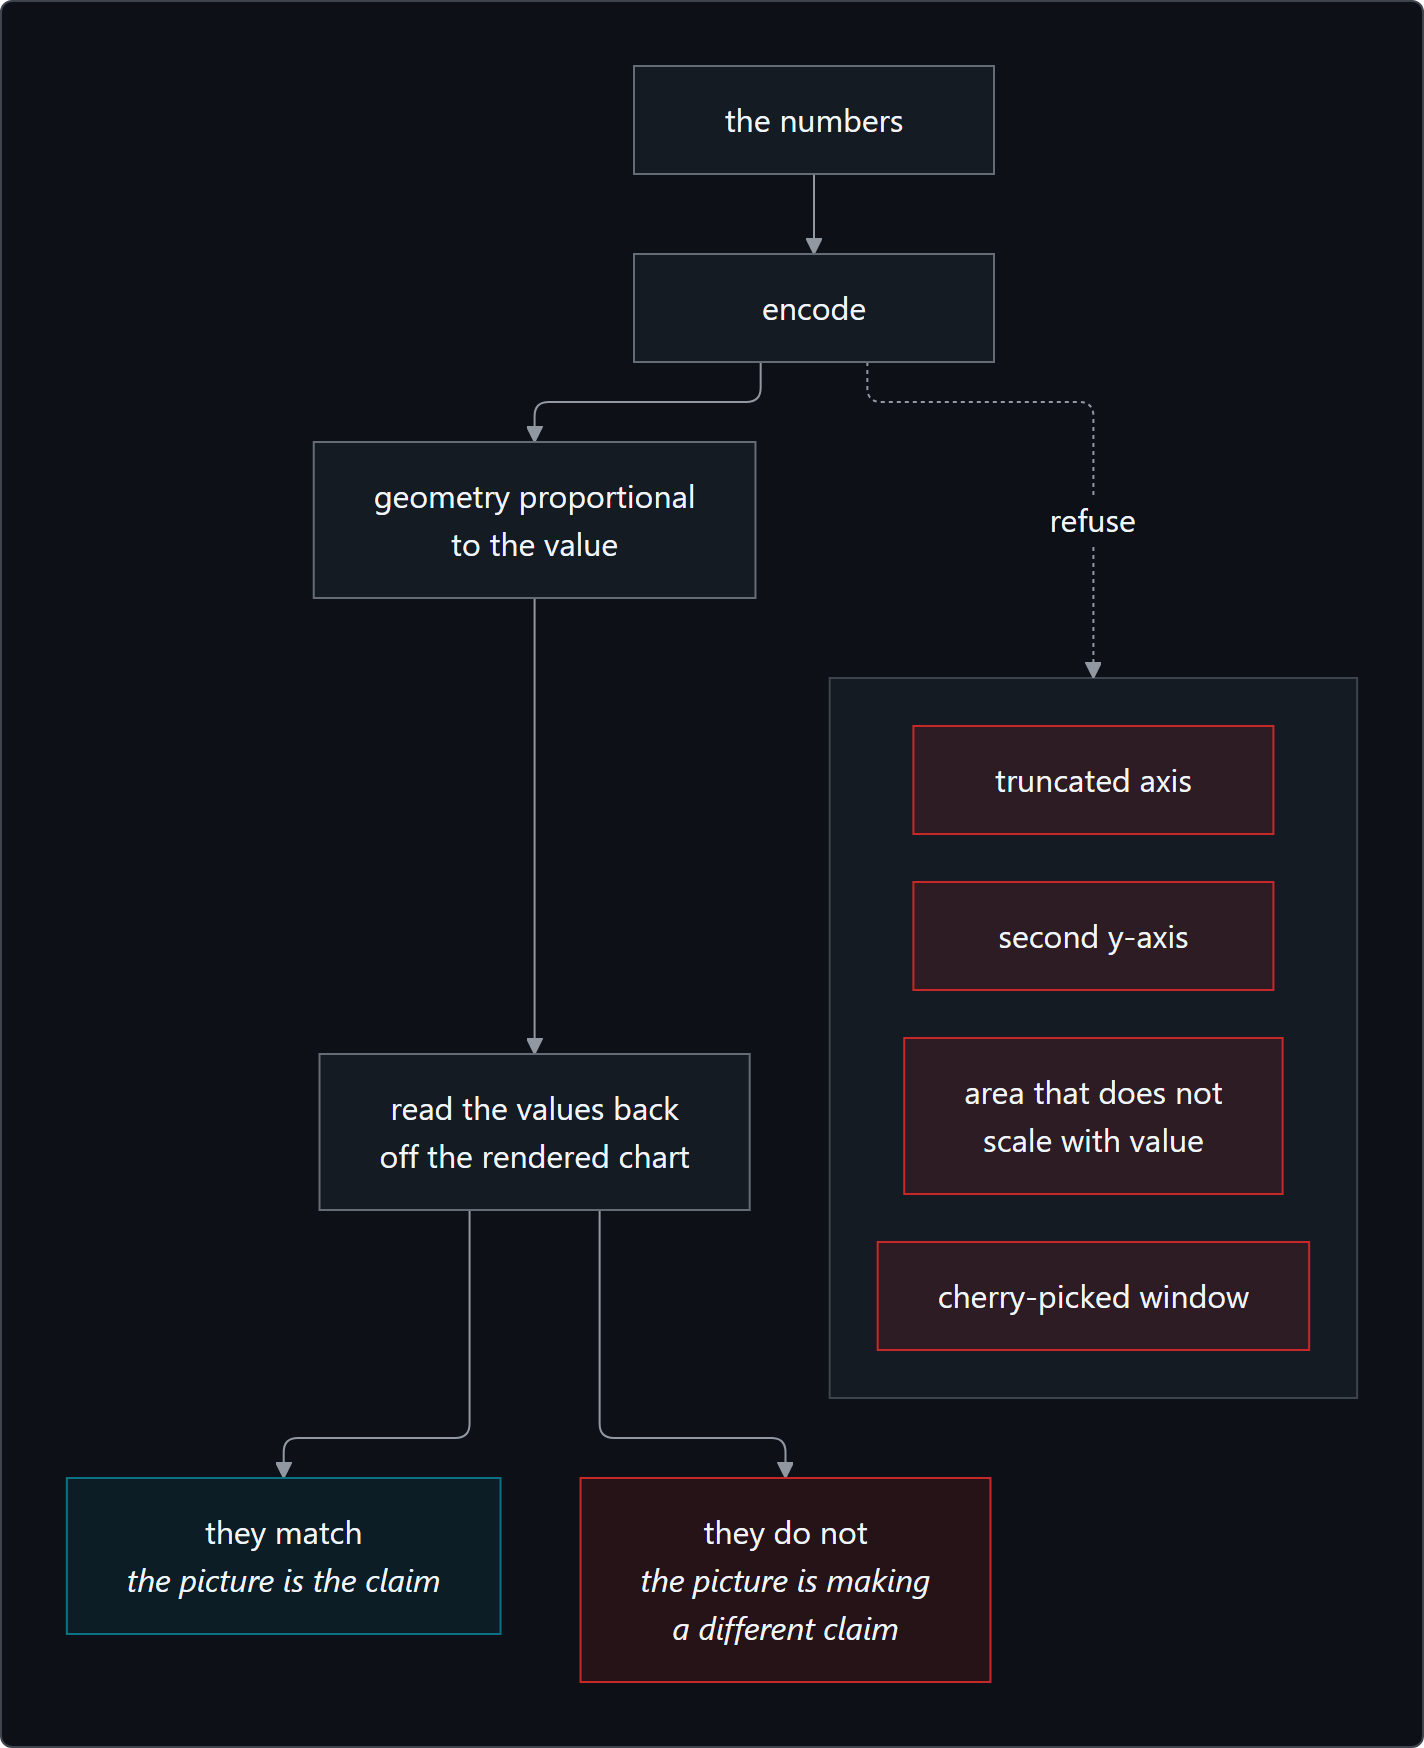 the numbers
encode
geometry proportional
to the value
refuse
truncated axis
second y-axis
area that does not
scale with value
cherry-picked window
read the values back
off the rendered chart
they match
the picture is the claim
they do not
the picture is making
a different claim